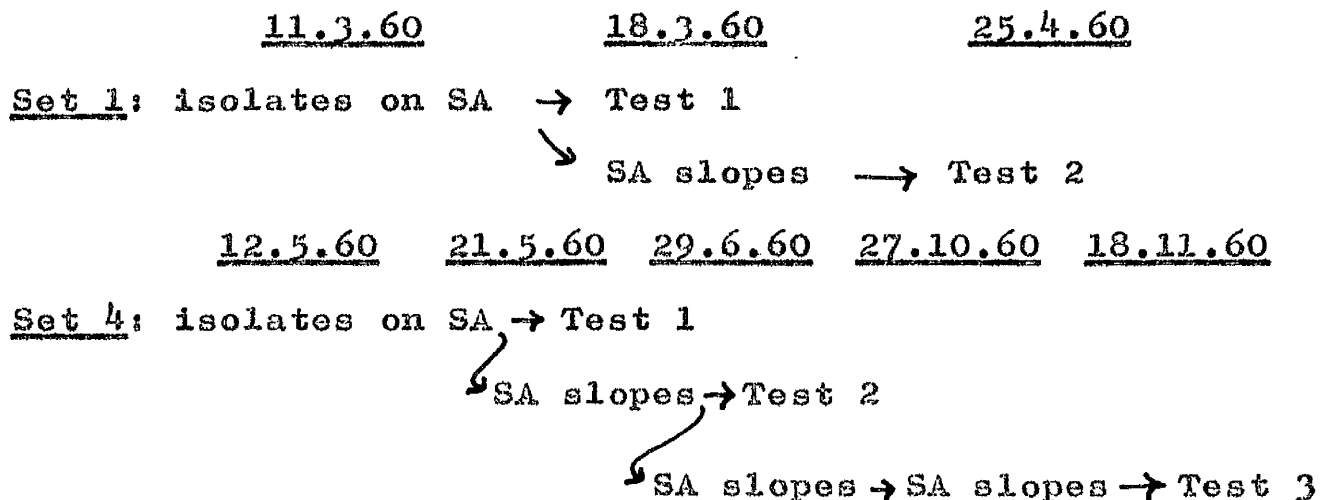 11.3.60 18.3.60 25.4.60
Set 1: isolates on SA → Test 1
SA slopes → Test 2
12.5.60 21.5.60 29.6.60 27.10.60 18.11.60
Set 4: isolates on SA → Test 1
SA slopes → Test 2
SA slopes → SA slopes → Test 3